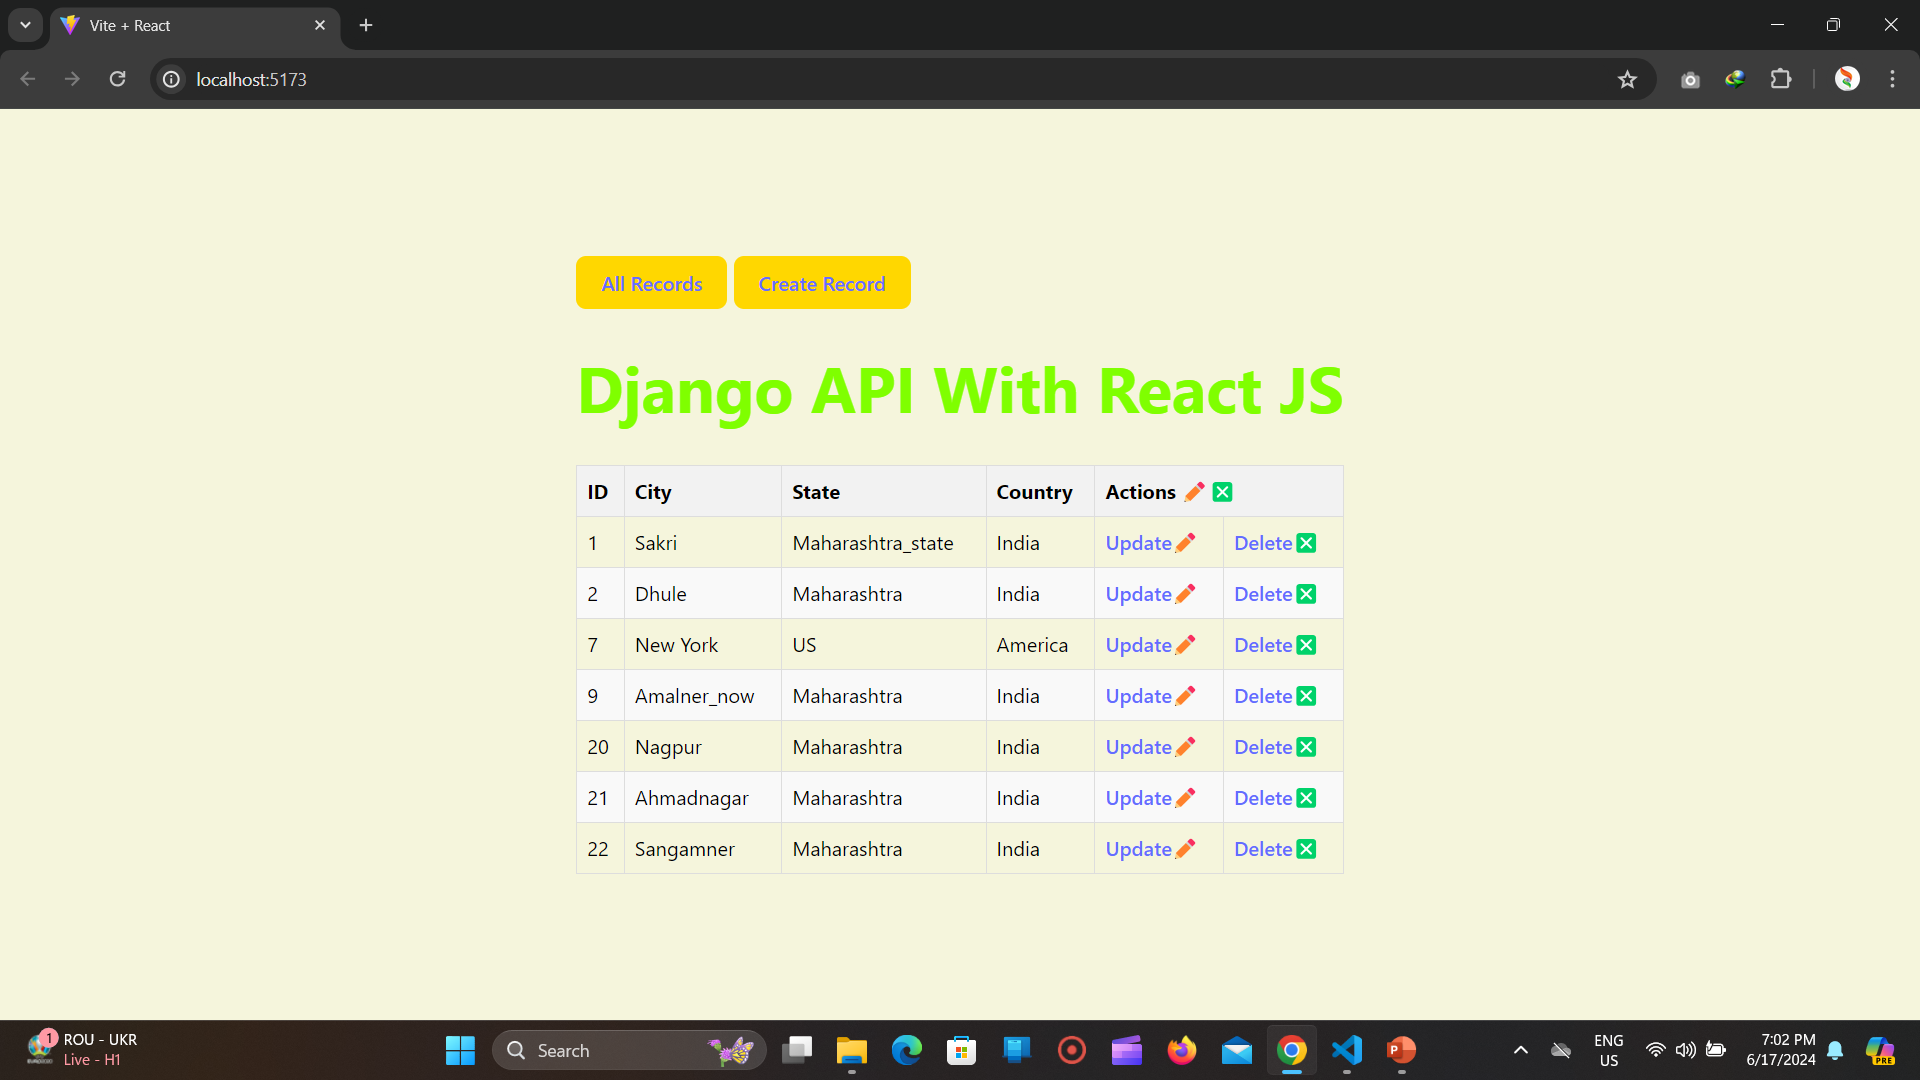 Vite + React
localhost:5173
All Records Create Record
Django API With React JS
ID City State Country Actions
1 Sakri Maharashtra_state India Update Delete
2 Dhule Maharashtra India Update Delete
7 New York US America Update Delete
9 Amalner_now Maharashtra India Update Delete
20 Nagpur Maharashtra India Update Delete
21 Ahmadnagar Maharashtra India Update Delete
22 Sangamner Maharashtra India Update Delete
1 ROU - UKR
Live - H1
Search
P
ENG
US
7:02 PM
6/17/2024
PRE